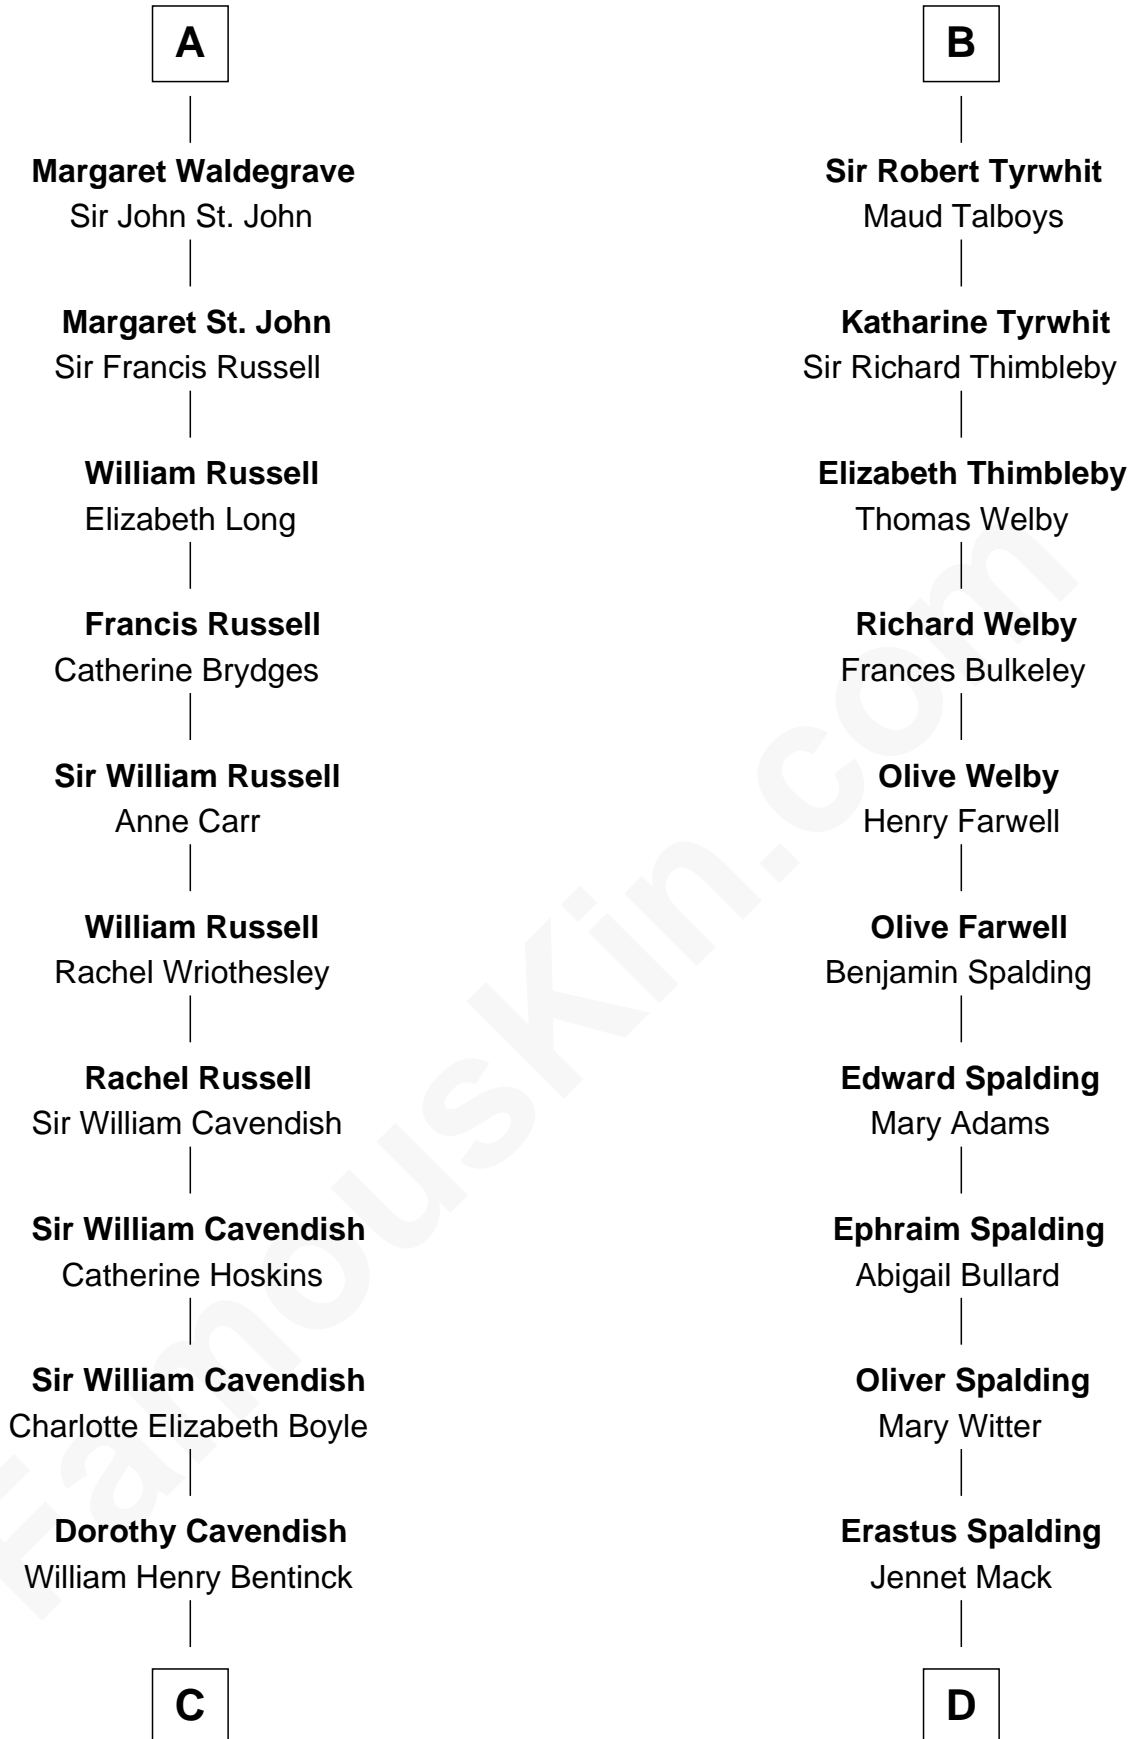 A
Margaret Waldegrave
Sir John St. John
Margaret St. John
Sir Francis Russell
William Russell
Elizabeth Long
Francis Russell
Catherine Brydges
Sir William Russell
Anne Carr
William Russell
Rachel Wriothesley
Rachel Russell
Sir William Cavendish
Sir William Cavendish
Catherine Hoskins
Sir William Cavendish
Charlotte Elizabeth Boyle
Dorothy Cavendish
William Henry Bentinck
C
B
Sir Robert Tyrwhit
Maud Talboys
Katharine Tyrwhit
Sir Richard Thimbleby
Elizabeth Thimbleby
Thomas Welby
Richard Welby
Frances Bulkeley
Olive Welby
Henry Farwell
Olive Farwell
Benjamin Spalding
Edward Spalding
Mary Adams
Ephraim Spalding
Abigail Bullard
Oliver Spalding
Mary Witter
Erastus Spalding
Jennet Mack
D
FamousKin.com